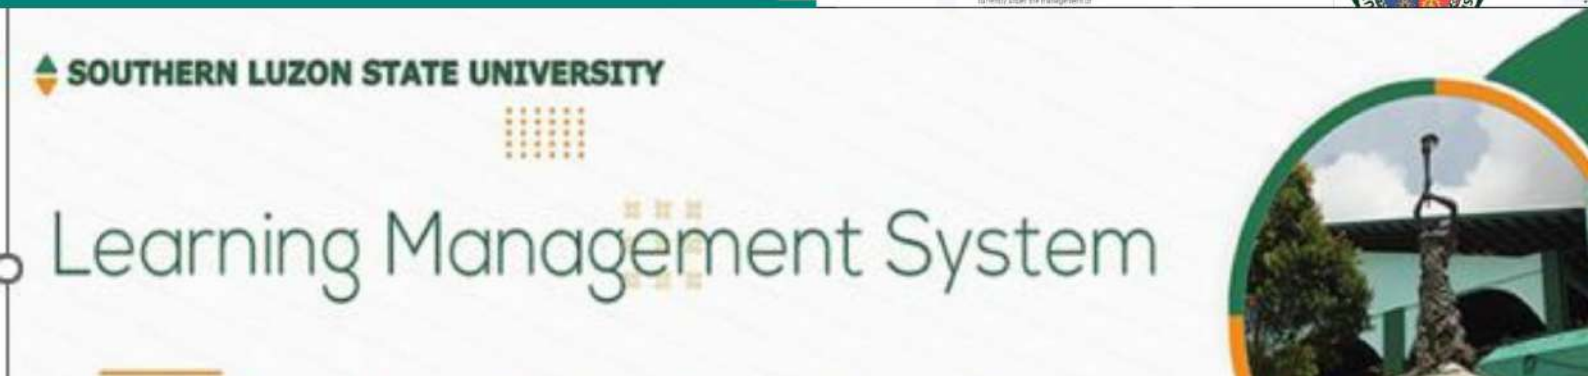 SOUTHERN LUZON STATE UNIVERSITY
Learning Management System